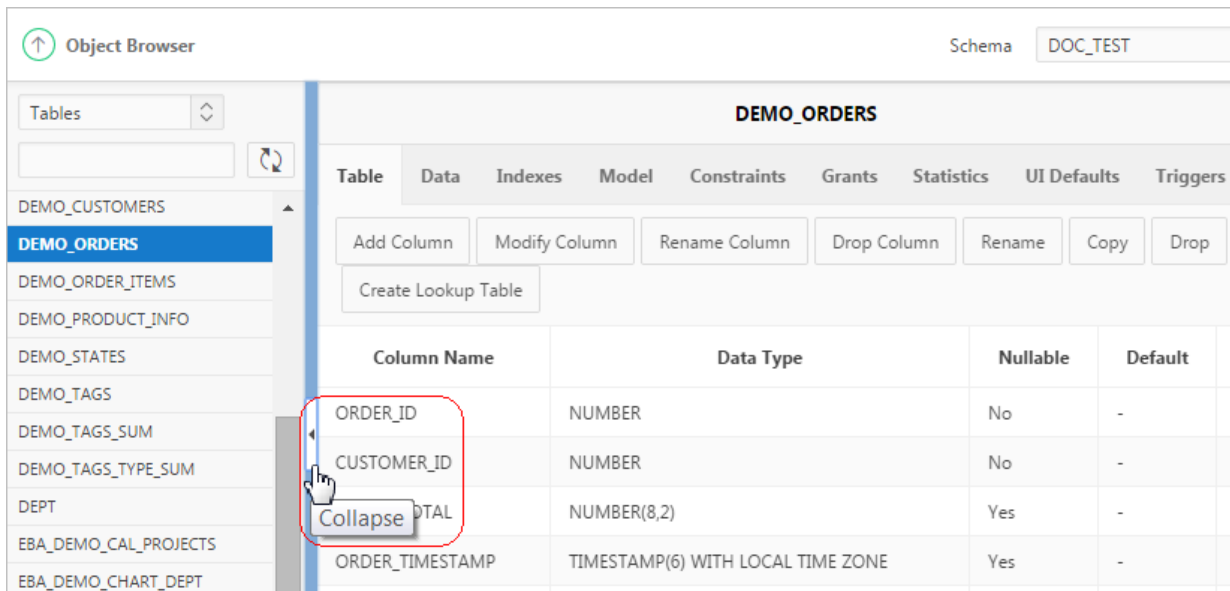 Object Browser
Schema DOC_TEST
Tables
DEMO_CUSTOMERS
DEMO_ORDERS
DEMO_ORDER_ITEMS
DEMO_PRODUCT_INFO
DEMO_STATES
DEMO_TAGS
DEMO_TAGS_SUM
DEMO_TAGS_TYPE_SUM
DEPT
EBA_DEMO_CAL_PROJECTS
EBA_DEMO_CHART_DEPT
DEMO_ORDERS
Table Data Indexes Model Constraints Grants Statistics UI Defaults Triggers
Add Column Modify Column Rename Column Drop Column Rename Copy Drop
Create Lookup Table
Column Name Data Type Nullable Default
ORDER_ID NUMBER No -
CUSTOMER_ID NUMBER No -
OTAL NUMBER(8,2) Yes -
Collapse
ORDER_TIMESTAMP TIMESTAMP(6) WITH LOCAL TIME ZONE Yes -